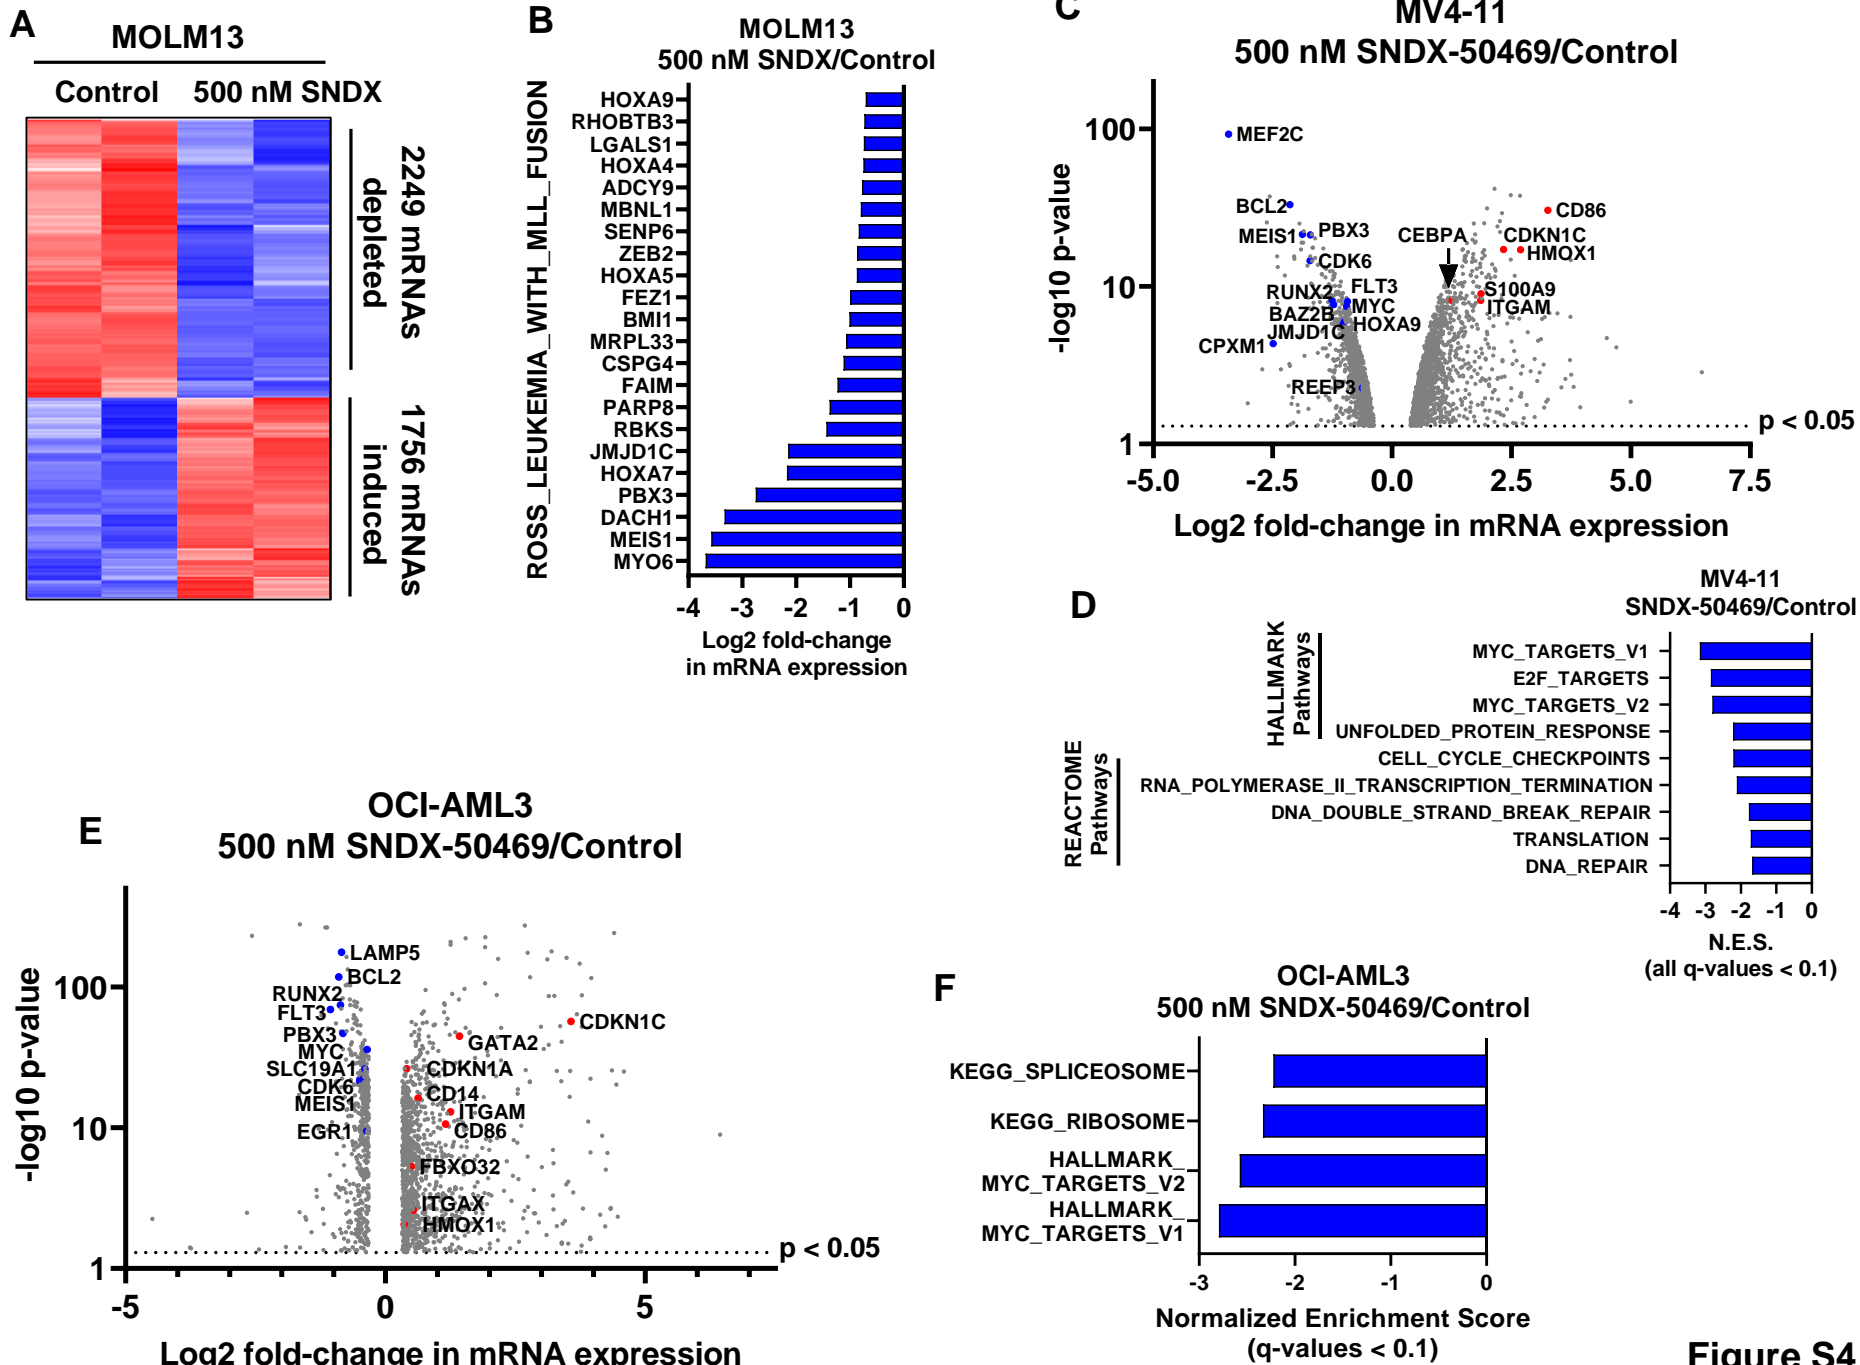 A
MOLM13
Control
500 nM SNDX
2249 mRNAs
depleted
1756 mRNAs
induced
B
MOLM13
500 nM SNDX/Control
ROSS_LEUKEMIA_WITH_MLL_FUSION
HOXA9
RHOBTB3
LGALS1
HOXA4
ADCY9
MBNL1
SENP6
ZEB2
HOXA5
FEZ1
BMI1
MRPL33
CSPG4
FAIM
PARP8
RBKS
JMJD1C
HOXA7
PBX3
DACH1
MEIS1
MYO6
-4 -3 -2 -1 0
Log2 fold-change
in mRNA expression
C
MV4-11
500 nM SNDX-50469/Control
-log10 p-value
100
10
1
MEF2C
BCL2
MEIS1
PBX3
CDK6
RUNX2
FLT3
BAZ2B
MYC
JMJD1C
HOXA9
CPXM1
REEP3
CEBPA
CD86
CDKN1C
HMOX1
S100A9
ITGAM
p < 0.05
-5.0 -2.5 0.0 2.5 5.0 7.5
Log2 fold-change in mRNA expression
D
MV4-11
SNDX-50469/Control
HALLMARK
Pathways
MYC_TARGETS_V1
E2F_TARGETS
MYC_TARGETS_V2
UNFOLDED_PROTEIN_RESPONSE
REACTOME
Pathways
CELL_CYCLE_CHECKPOINTS
RNA_POLYMERASE_II_TRANSCRIPTION_TERMINATION
DNA_DOUBLE_STRAND_BREAK_REPAIR
TRANSLATION
DNA_REPAIR
-4 -3 -2 -1 0
N.E.S.
(all q-values < 0.1)
E
OCI-AML3
500 nM SNDX-50469/Control
-log10 p-value
100
10
1
LAMP5
BCL2
RUNX2
FLT3
PBX3
MYC
SLC19A1
CDK6
MEIS1
EGR1
CDKN1C
GATA2
CDKN1A
CD14
ITGAM
CD86
FBXO32
ITGAX
HMOX1
p < 0.05
-5 0 5
Log2 fold-change in mRNA expression
F
OCI-AML3
500 nM SNDX-50469/Control
KEGG_SPLICEOSOME
KEGG_RIBOSOME
HALLMARK_
MYC_TARGETS_V2
HALLMARK_
MYC_TARGETS_V1
-3 -2 -1 0
Normalized Enrichment Score
(q-values < 0.1)
Figure S4